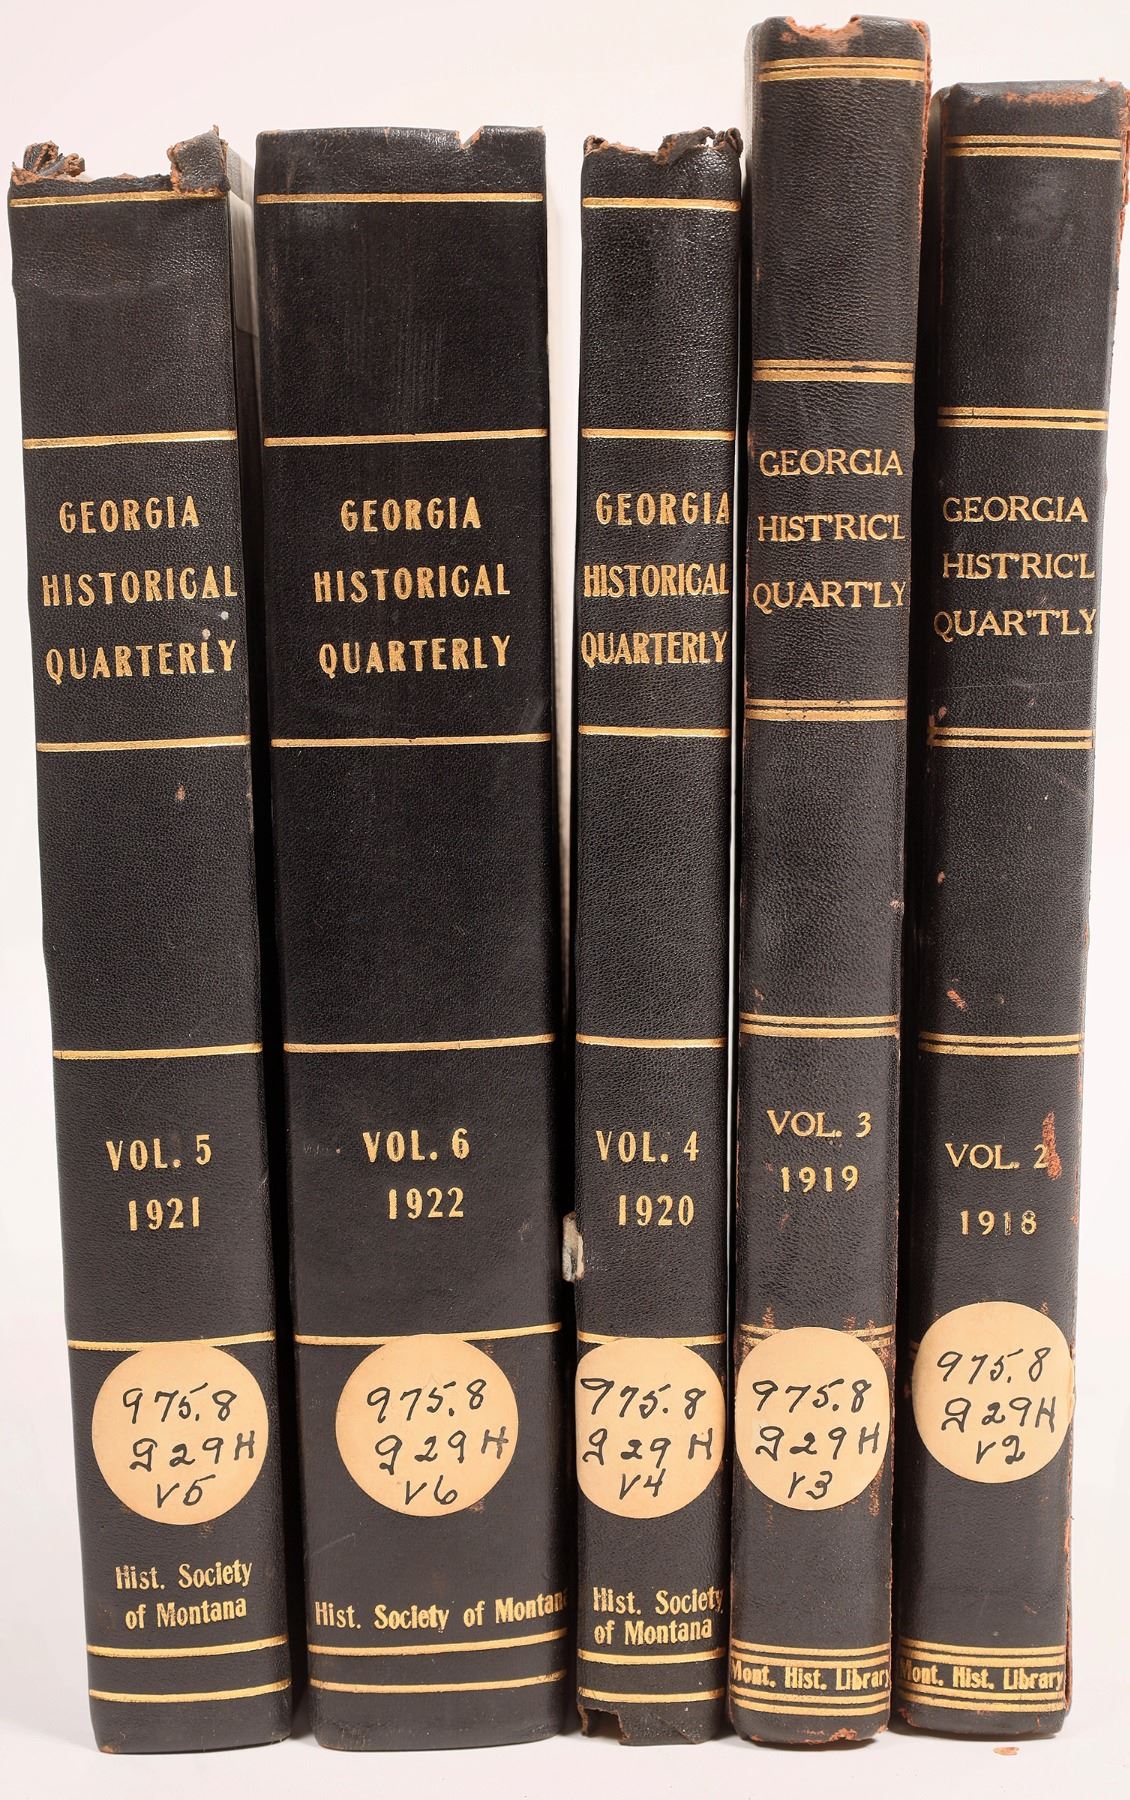 GEORGIA
HISTORICAL
QUARTERLY
VOL. 5
1921
975.8
G29H
v5
Hist. Society
of Montana
GEORGIA
HISTORICAL
QUARTERLY
VOL. 6
1922
975.8
G29H
v6
Hist. Society of Montana
GEORGIA
HISTORICAL
QUARTERLY
VOL. 4
1920
975.8
G29H
v4
Hist. Society
of Montana
GEORGIA
HIST'RIC'L
QUART'LY
VOL. 3
1919
975.8
G29H
v3
Mont. Hist. Library
GEORGIA
HIST'RIC'L
QUAR'T'LY
VOL. 2
1918
975.8
G29H
v2
Mont. Hist. Library